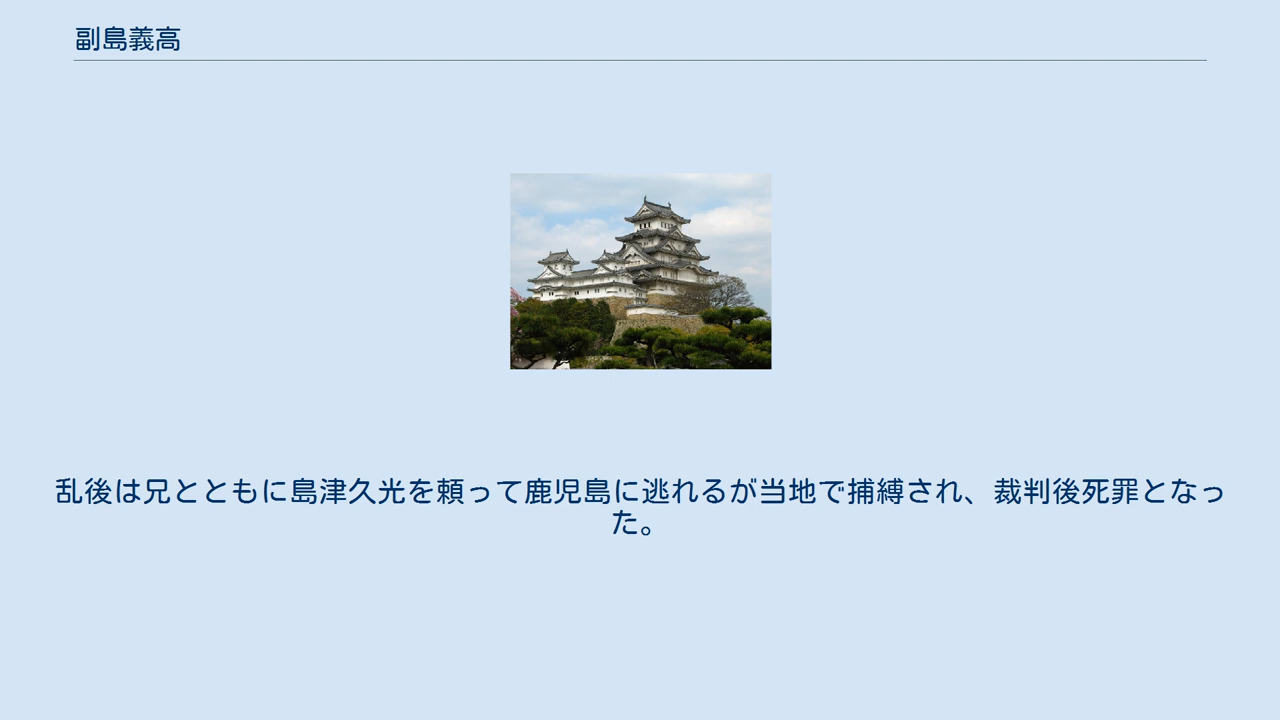 副島義高
乱後は兄とともに島津久光を頼って鹿児島に逃れるが当地で捕縛され、裁判後死罪となっ
た。